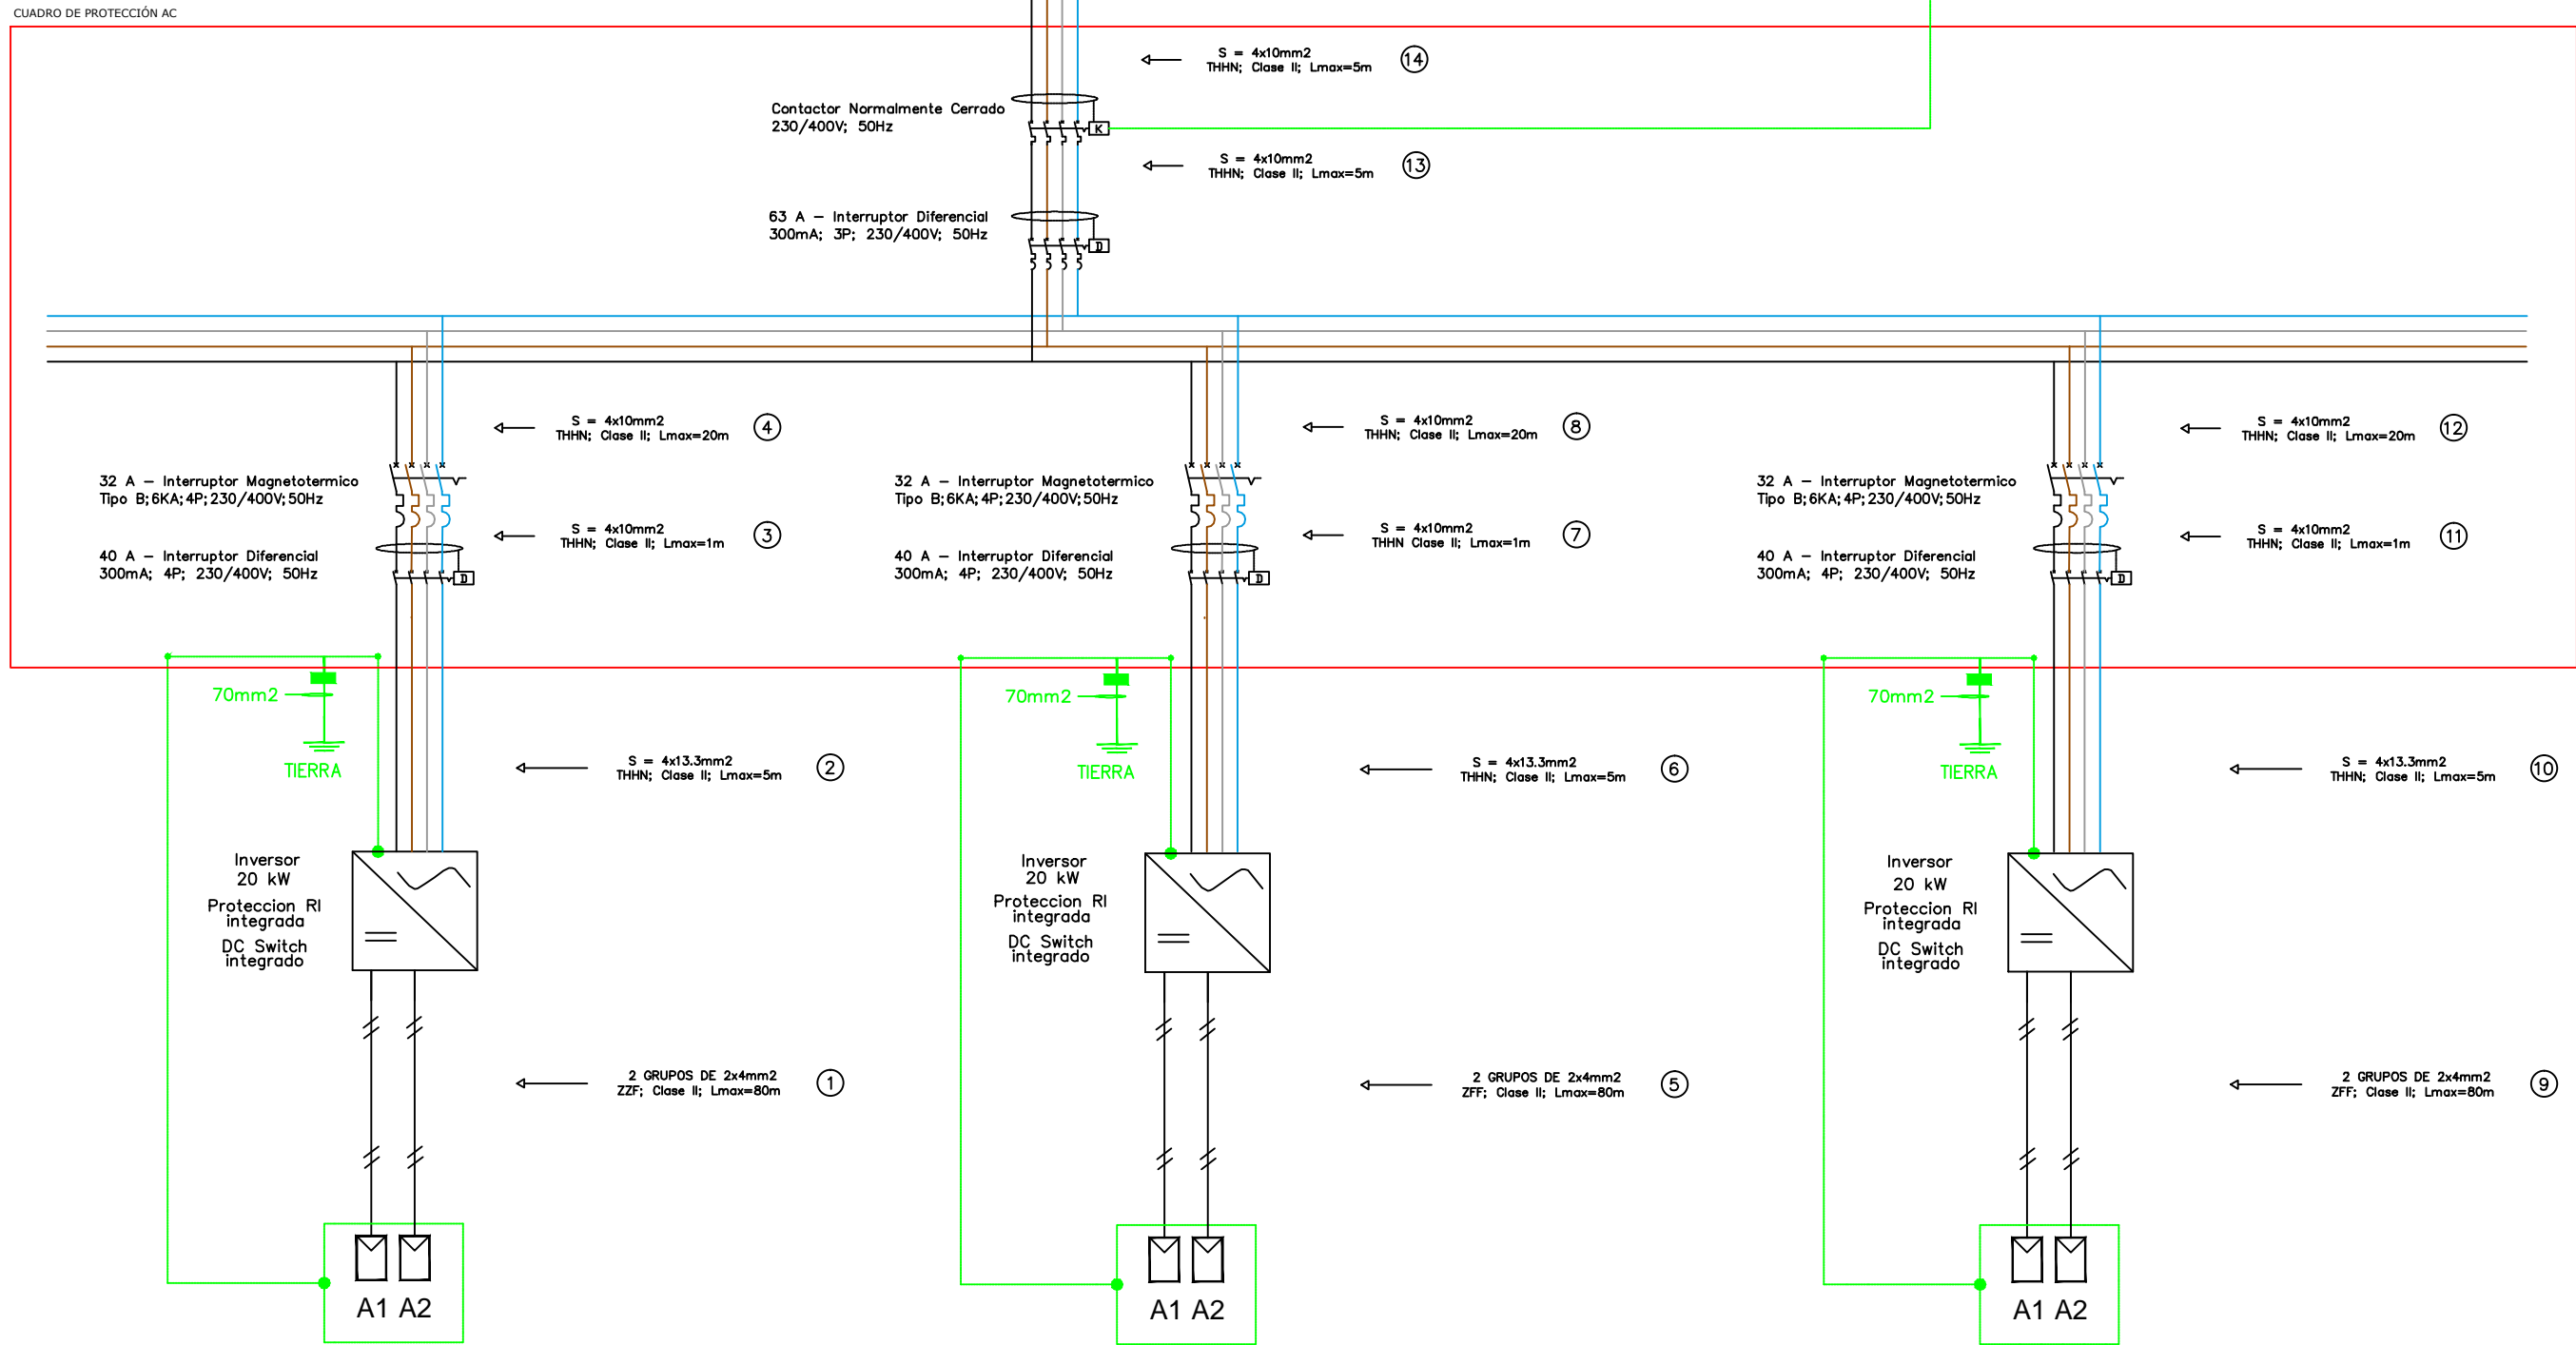 CUADRO DE PROTECCIÓN AC
S = 4x10mm2
THHN; Clase II; Lmax=5m
14
Contactor Normalmente Cerrado
230/400V; 50Hz
K
S = 4x10mm2
THHN; Clase II; Lmax=5m
13
63 A – Interruptor Diferencial
300mA; 3P; 230/400V; 50Hz
D
S = 4x10mm2
THHN; Clase II; Lmax=20m
4
32 A – Interruptor Magnetotermico
Tipo B; 6KA; 4P; 230/400V; 50Hz
S = 4x10mm2
THHN; Clase II; Lmax=1m
3
40 A – Interruptor Diferencial
300mA; 4P; 230/400V; 50Hz
D
S = 4x10mm2
THHN; Clase II; Lmax=20m
8
32 A – Interruptor Magnetotermico
Tipo B; 6KA; 4P; 230/400V; 50Hz
S = 4x10mm2
THHN Clase II; Lmax=1m
7
40 A – Interruptor Diferencial
300mA; 4P; 230/400V; 50Hz
D
S = 4x10mm2
THHN; Clase II; Lmax=20m
12
32 A – Interruptor Magnetotermico
Tipo B; 6KA; 4P; 230/400V; 50Hz
S = 4x10mm2
THHN; Clase II; Lmax=1m
11
40 A – Interruptor Diferencial
300mA; 4P; 230/400V; 50Hz
D
70mm2
TIERRA
S = 4x13.3mm2
THHN; Clase II; Lmax=5m
2
Inversor
20 kW
Proteccion RI
integrada
DC Switch
integrado
2 GRUPOS DE 2x4mm2
ZZF; Clase II; Lmax=80m
1
A1 A2
70mm2
TIERRA
S = 4x13.3mm2
THHN; Clase II; Lmax=5m
6
Inversor
20 kW
Proteccion RI
integrada
DC Switch
integrado
2 GRUPOS DE 2x4mm2
ZFF; Clase II; Lmax=80m
5
A1 A2
70mm2
TIERRA
S = 4x13.3mm2
THHN; Clase II; Lmax=5m
10
Inversor
20 kW
Proteccion RI
integrada
DC Switch
integrado
2 GRUPOS DE 2x4mm2
ZFF; Clase II; Lmax=80m
9
A1 A2